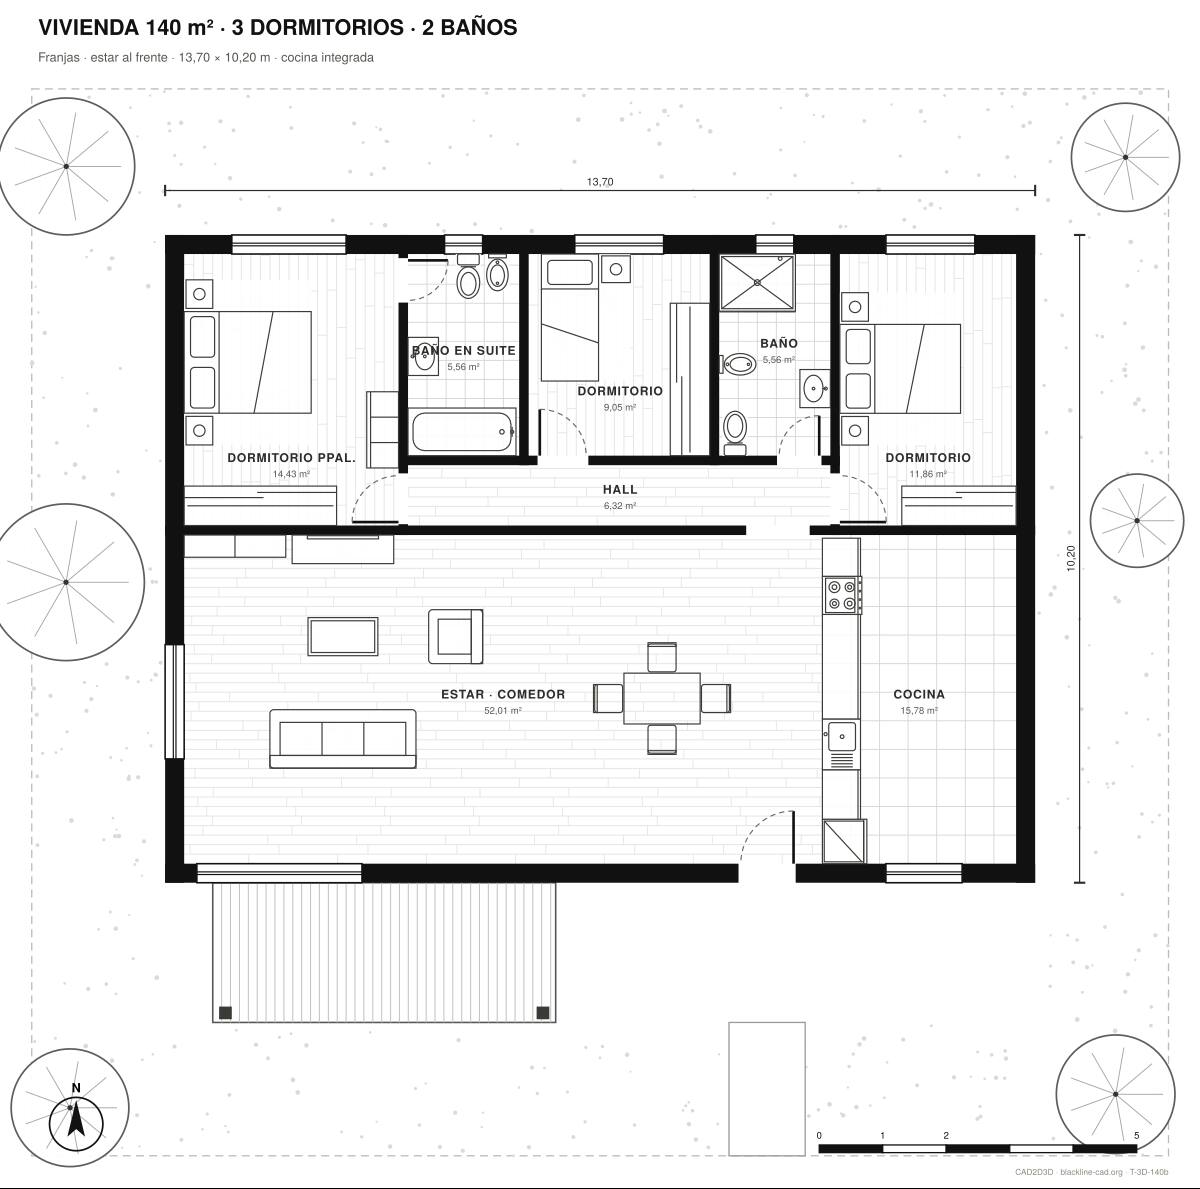 VIVIENDA 140 m² · 3 DORMITORIOS · 2 BAÑOS
Franjas · estar al frente · 13,70 × 10,20 m · cocina integrada
13,70
BAÑO EN SUITE
5,56 m²
DORMITORIO
9,05 m²
BAÑO
5,56 m²
DORMITORIO PPAL.
14,43 m²
DORMITORIO
11,86 m²
HALL
6,32 m²
10,20
ESTAR · COMEDOR
52,01 m²
COCINA
15,78 m²
N
0 1 2 5
CAD2D3D · blackline-cad.org · T-3D-140b